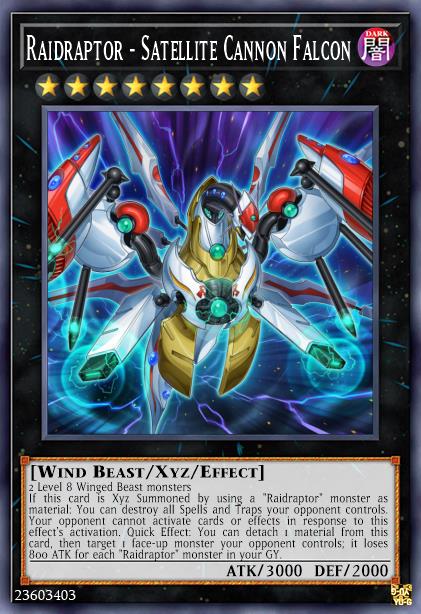 Raidraptor - Satellite Cannon Falcon
DARK
闇
[Wind Beast/Xyz/Effect]
2 Level 8 Winged Beast monsters
If this card is Xyz Summoned by using a "Raidraptor" monster as
material: You can destroy all Spells and Traps your opponent controls.
Your opponent cannot activate cards or effects in response to this
effect's activation. Quick Effect: You can detach 1 material from this
card, then target 1 face-up monster your opponent controls; it loses
800 ATK for each "Raidraptor" monster in your GY.
ATK/3000 DEF/2000
23603403